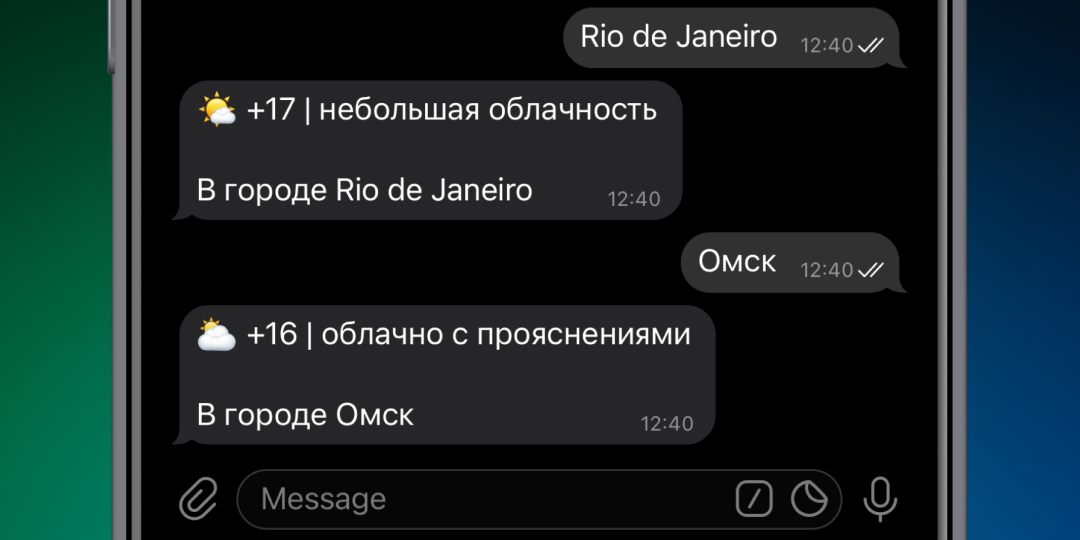 Rio de Janeiro 12:40
🌤 +17 | небольшая облачность
В городе Rio de Janeiro 12:40
Омск 12:40
🌥 +16 | облачно с прояснениями
В городе Омск 12:40
Message